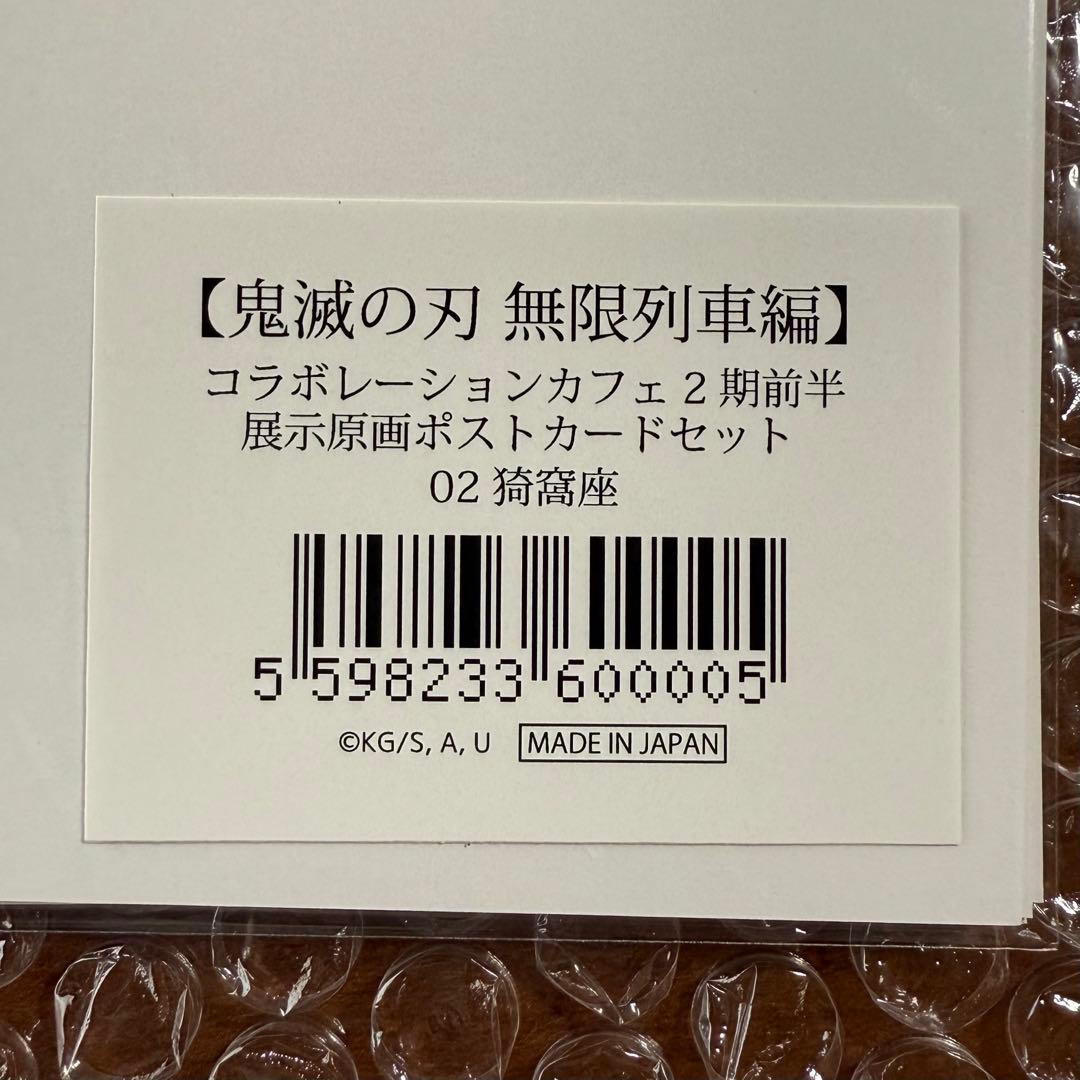 【鬼滅の刃 無限列車編】
コラボレーションカフェ 2 期前半
展示原画ポストカードセット
02 猗窩座
5 598233 600005
©KG/S, A, U MADE IN JAPAN